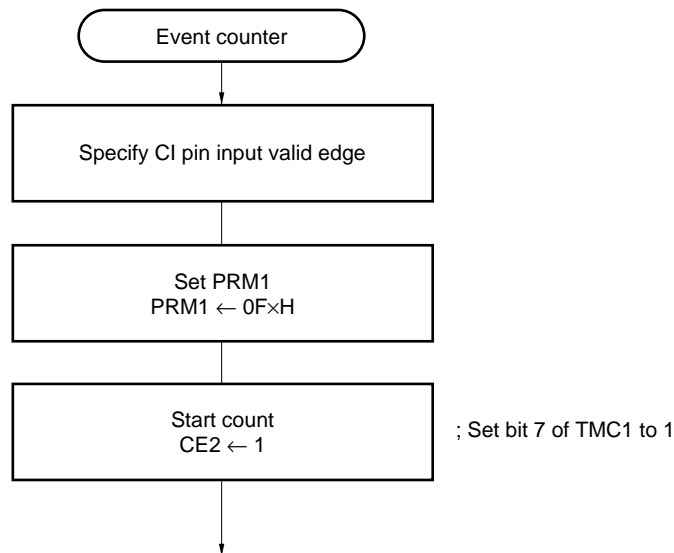 Event counter
Specify CI pin input valid edge
Set PRM1
PRM1 ← 0F×H
Start count
CE2 ← 1
; Set bit 7 of TMC1 to 1